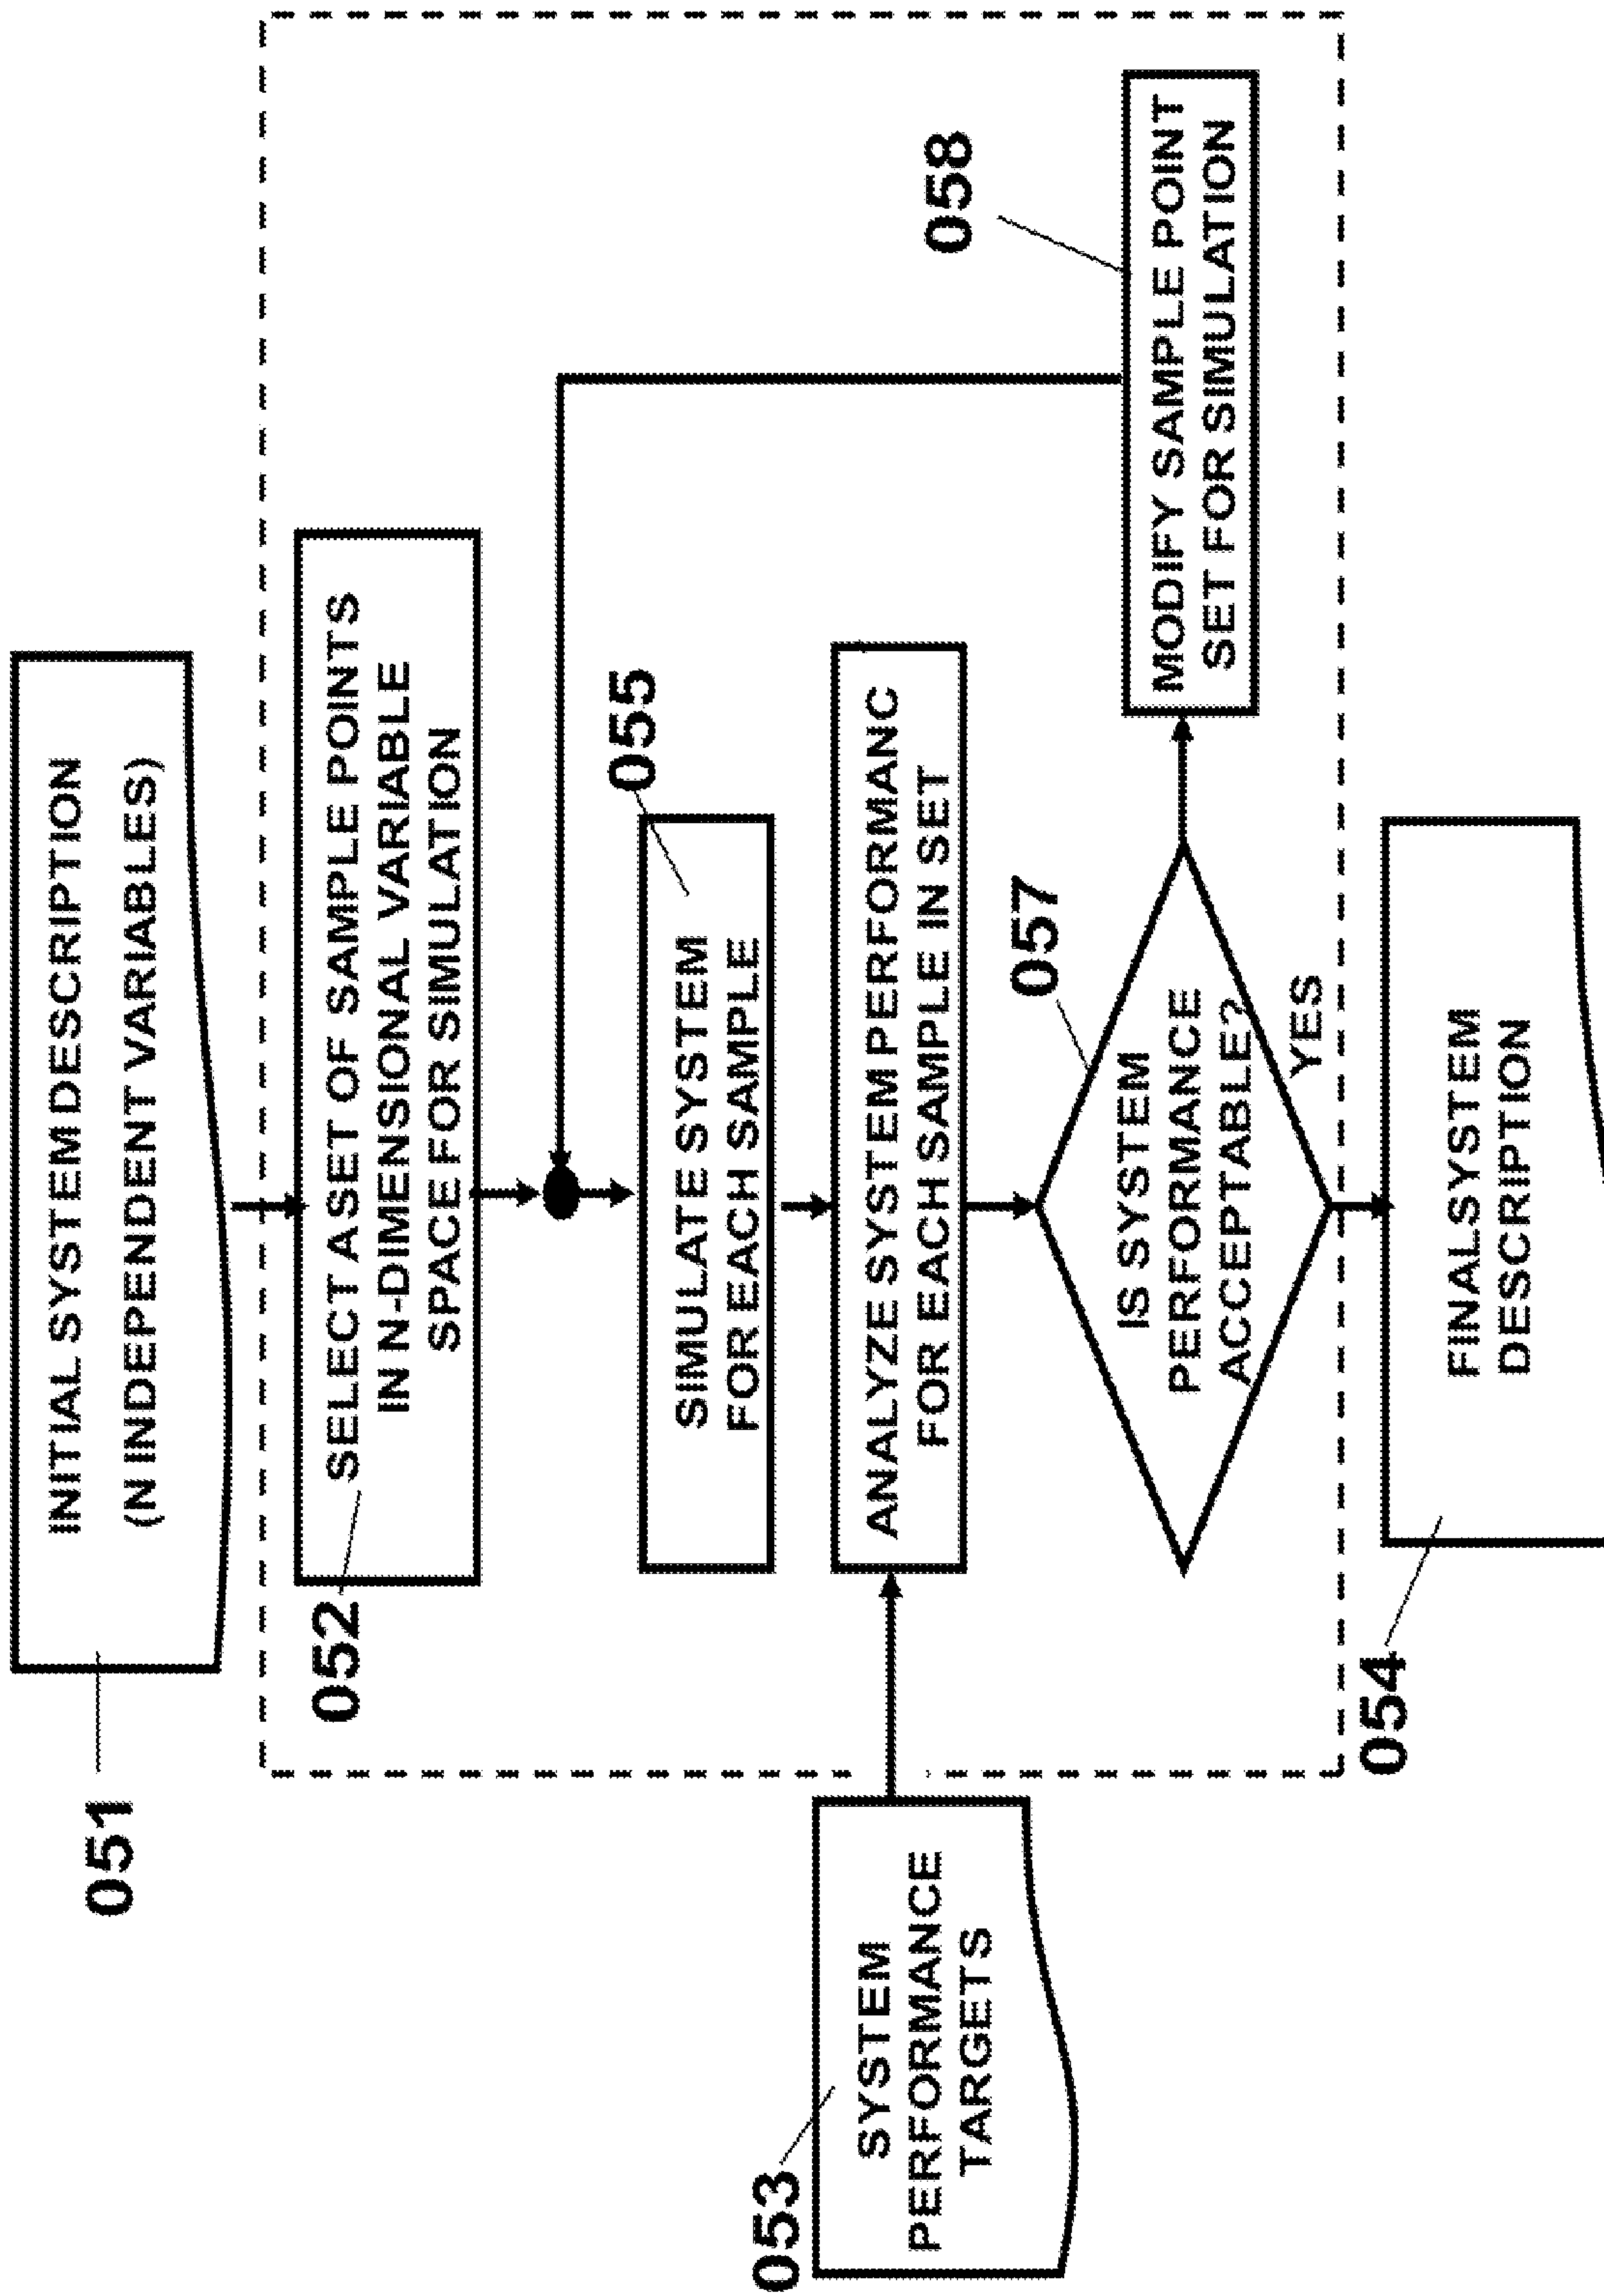 051
INITIAL SYSTEM DESCRIPTION
(N INDEPENDENT VARIABLES)
052
SELECT A SET OF SAMPLE POINTS
IN N-DIMENSIONAL VARIABLE
SPACE FOR SIMULATION
055
SIMULATE SYSTEM
FOR EACH SAMPLE
053
SYSTEM
PERFORMANCE
TARGETS
ANALYZE SYSTEM PERFORMANC
FOR EACH SAMPLE IN SET
057
IS SYSTEM
PERFORMANCE
ACCEPTABLE?
YES
058
MODIFY SAMPLE POINT
SET FOR SIMULATION
054
FINALSYSTEM
DESCRIPTION